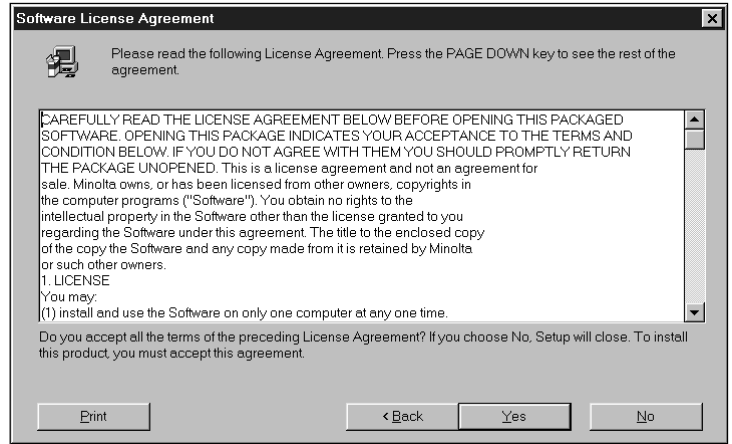 Software License Agreement
Please read the following License Agreement. Press the PAGE DOWN key to see the rest of the
agreement.
CAREFULLY READ THE LICENSE AGREEMENT BELOW BEFORE OPENING THIS PACKAGED
SOFTWARE. OPENING THIS PACKAGE INDICATES YOUR ACCEPTANCE TO THE TERMS AND
CONDITION BELOW. IF YOU DO NOT AGREE WITH THEM YOU SHOULD PROMPTLY RETURN
THE PACKAGE UNOPENED. This is a license agreement and not an agreement for
sale. Minolta owns, or has been licensed from other owners, copyrights in
the computer programs ("Software"). You obtain no rights to the
intellectual property in the Software other than the license granted to you
regarding the Software under this agreement. The title to the enclosed copy
of the copy the Software and any copy made from it is retained by Minolta
or such other owners.
1. LICENSE
You may:
(1) install and use the Software on only one computer at any one time.
Do you accept all the terms of the preceding License Agreement? If you choose No, Setup will close. To install
this product, you must accept this agreement.
Print
< Back
Yes
No